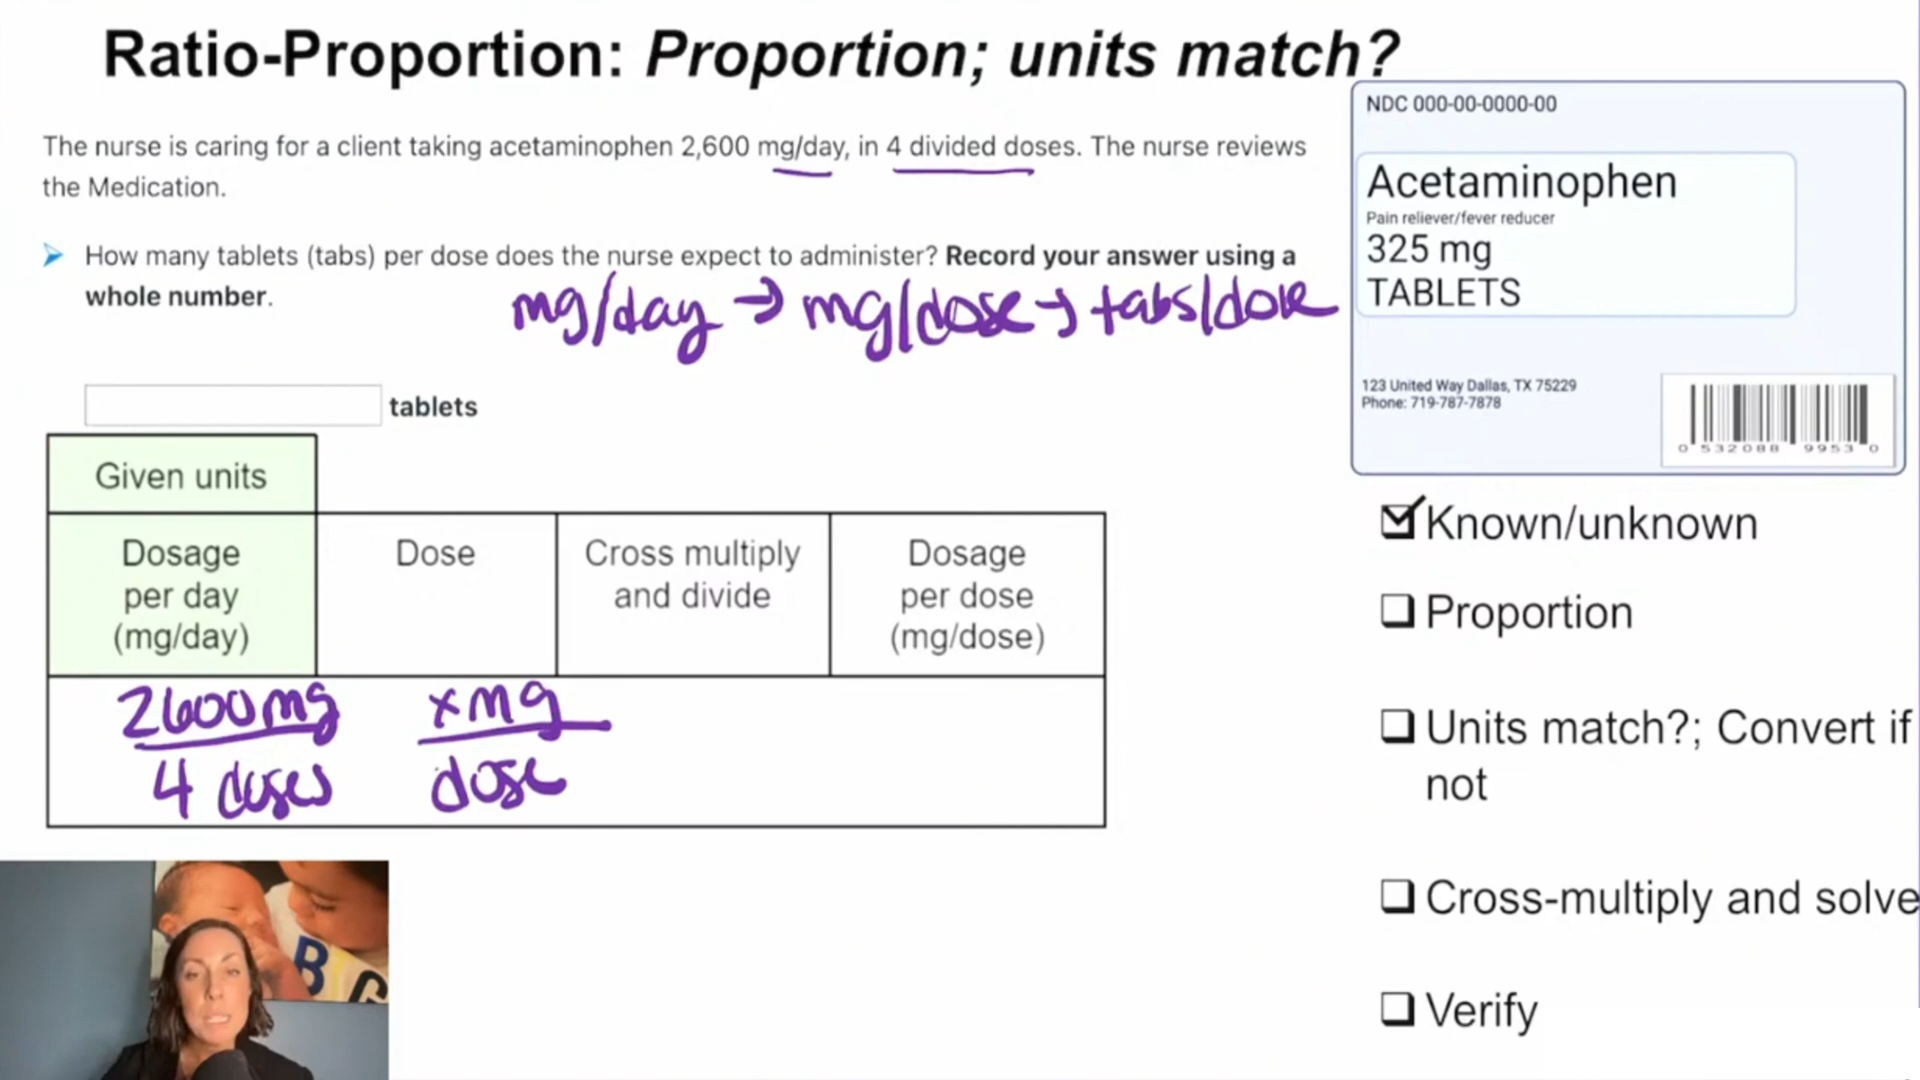 Ratio-Proportion: Proportion; units match?
The nurse is caring for a client taking acetaminophen 2,600 mg/day, in 4 divided doses. The nurse reviews
the Medication.
How many tablets (tabs) per dose does the nurse expect to administer? Record your answer using a
whole number.
mg/day → mg/dose → tabs/dose
tablets
NDC 000-00-0000-00
Acetaminophen
Pain reliever/fever reducer
325 mg
TABLETS
123 United Way Dallas, TX 75229
Phone: 719-787-7878
0 532088 9953 0
Given units
Dosage
per day
(mg/day)
Dose
Cross multiply
and divide
Dosage
per dose
(mg/dose)
2600mg
4 doses
x mg
dose
Known/unknown
Proportion
Units match?; Convert if
not
Cross-multiply and solve
Verify
B